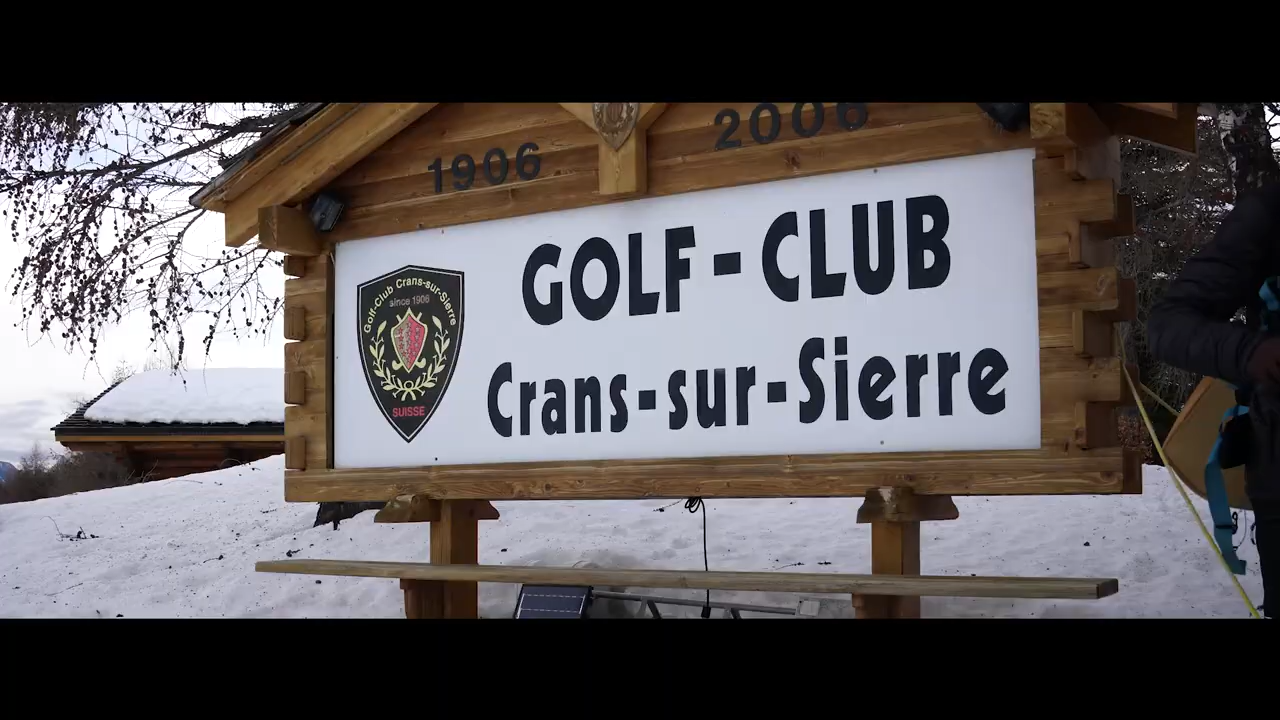 1906 2006
GOLF-CLUB
Crans-sur-Sierre
Golf-Club Crans-sur-Sierre
since 1906
SUISSE